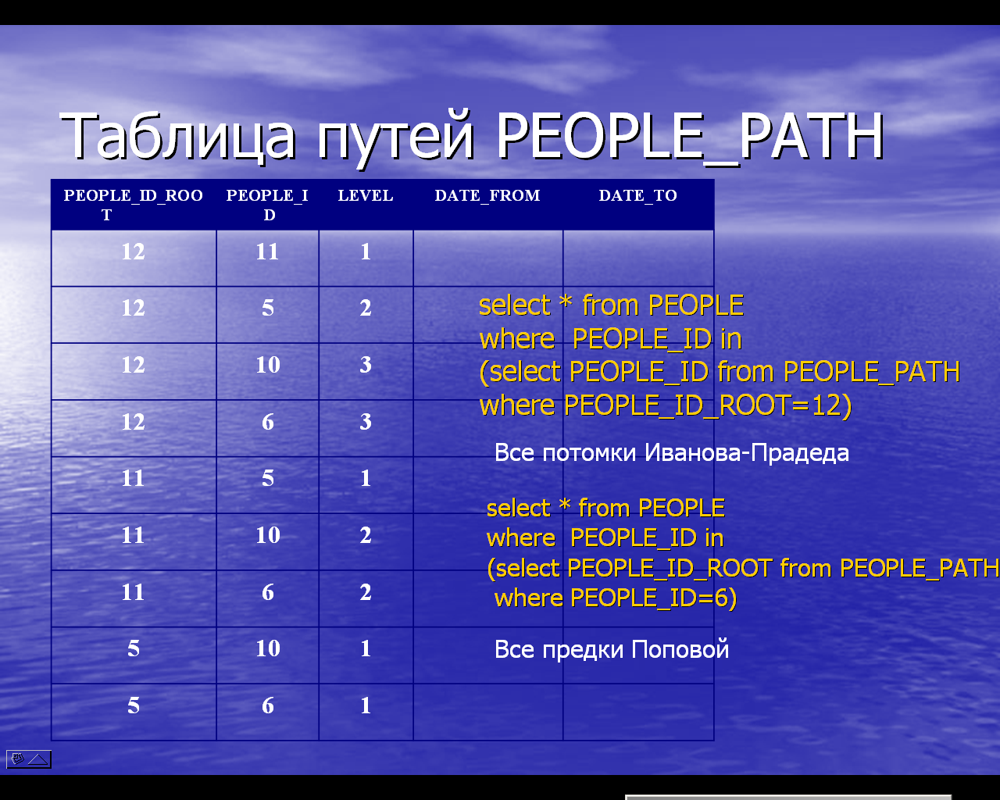 Таблица путей PEOPLE_PATH
PEOPLE_ID_ROO
T
PEOPLE_I
D
LEVEL
DATE_FROM
DATE_TO
12 11 1
12 5 2
12 10 3
12 6 3
11 5 1
11 10 2
11 6 2
5 10 1
5 6 1
select * from PEOPLE
where PEOPLE_ID in
(select PEOPLE_ID from PEOPLE_PATH
where PEOPLE_ID_ROOT=12)
Все потомки Иванова-Прадеда
select * from PEOPLE
where PEOPLE_ID in
(select PEOPLE_ID_ROOT from PEOPLE_PATH
where PEOPLE_ID=6)
Все предки Поповой